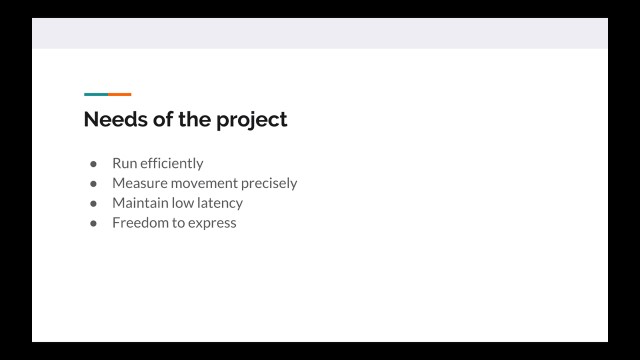 Needs of the project
● Run efficiently
● Measure movement precisely
● Maintain low latency
● Freedom to express